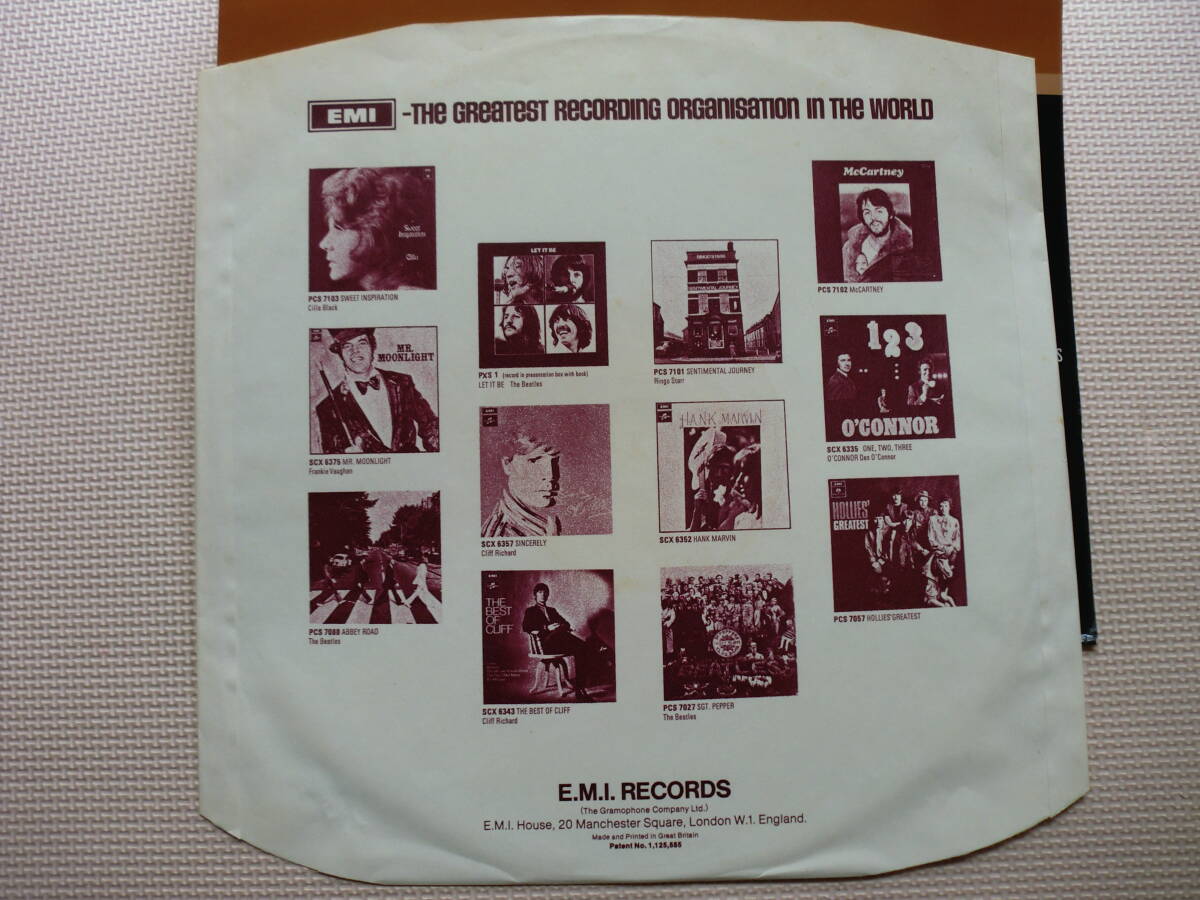 EMI -THE GREATEST RECORDING ORGANISATION IN THE WORLD
Sweet
Inspiration
Cilla
PCS 7103 SWEET INSPIRATION
Cilla Black
LET IT BE
PXS 1 (record in presentation box with book)
LET IT BE The Beatles
SENTIMENTAL JOURNEY
PCS 7101 SENTIMENTAL JOURNEY
Ringo Starr
McCartney
PCS 7102 McCARTNEY
MR.
MOONLIGHT
SCX 6375 MR. MOONLIGHT
Frankie Vaughan
SCX 6357 SINCERELY
Cliff Richard
HANK MARVIN
SCX 6352 HANK MARVIN
1 2 3
O'CONNOR
SCX 6335 ONE, TWO, THREE
O'CONNOR Des O'Connor
PCS 7088 ABBEY ROAD
The Beatles
THE
BEST
OF
CLIFF
SCX 6343 THE BEST OF CLIFF
Cliff Richard
PCS 7027 SGT. PEPPER
The Beatles
HOLLIES'
GREATEST
PCS 7057 HOLLIES' GREATEST
E.M.I. RECORDS
(The Gramophone Company Ltd.)
E.M.I. House, 20 Manchester Square, London W.1. England.
Made and Printed in Great Britain
Patent No. 1,125,555